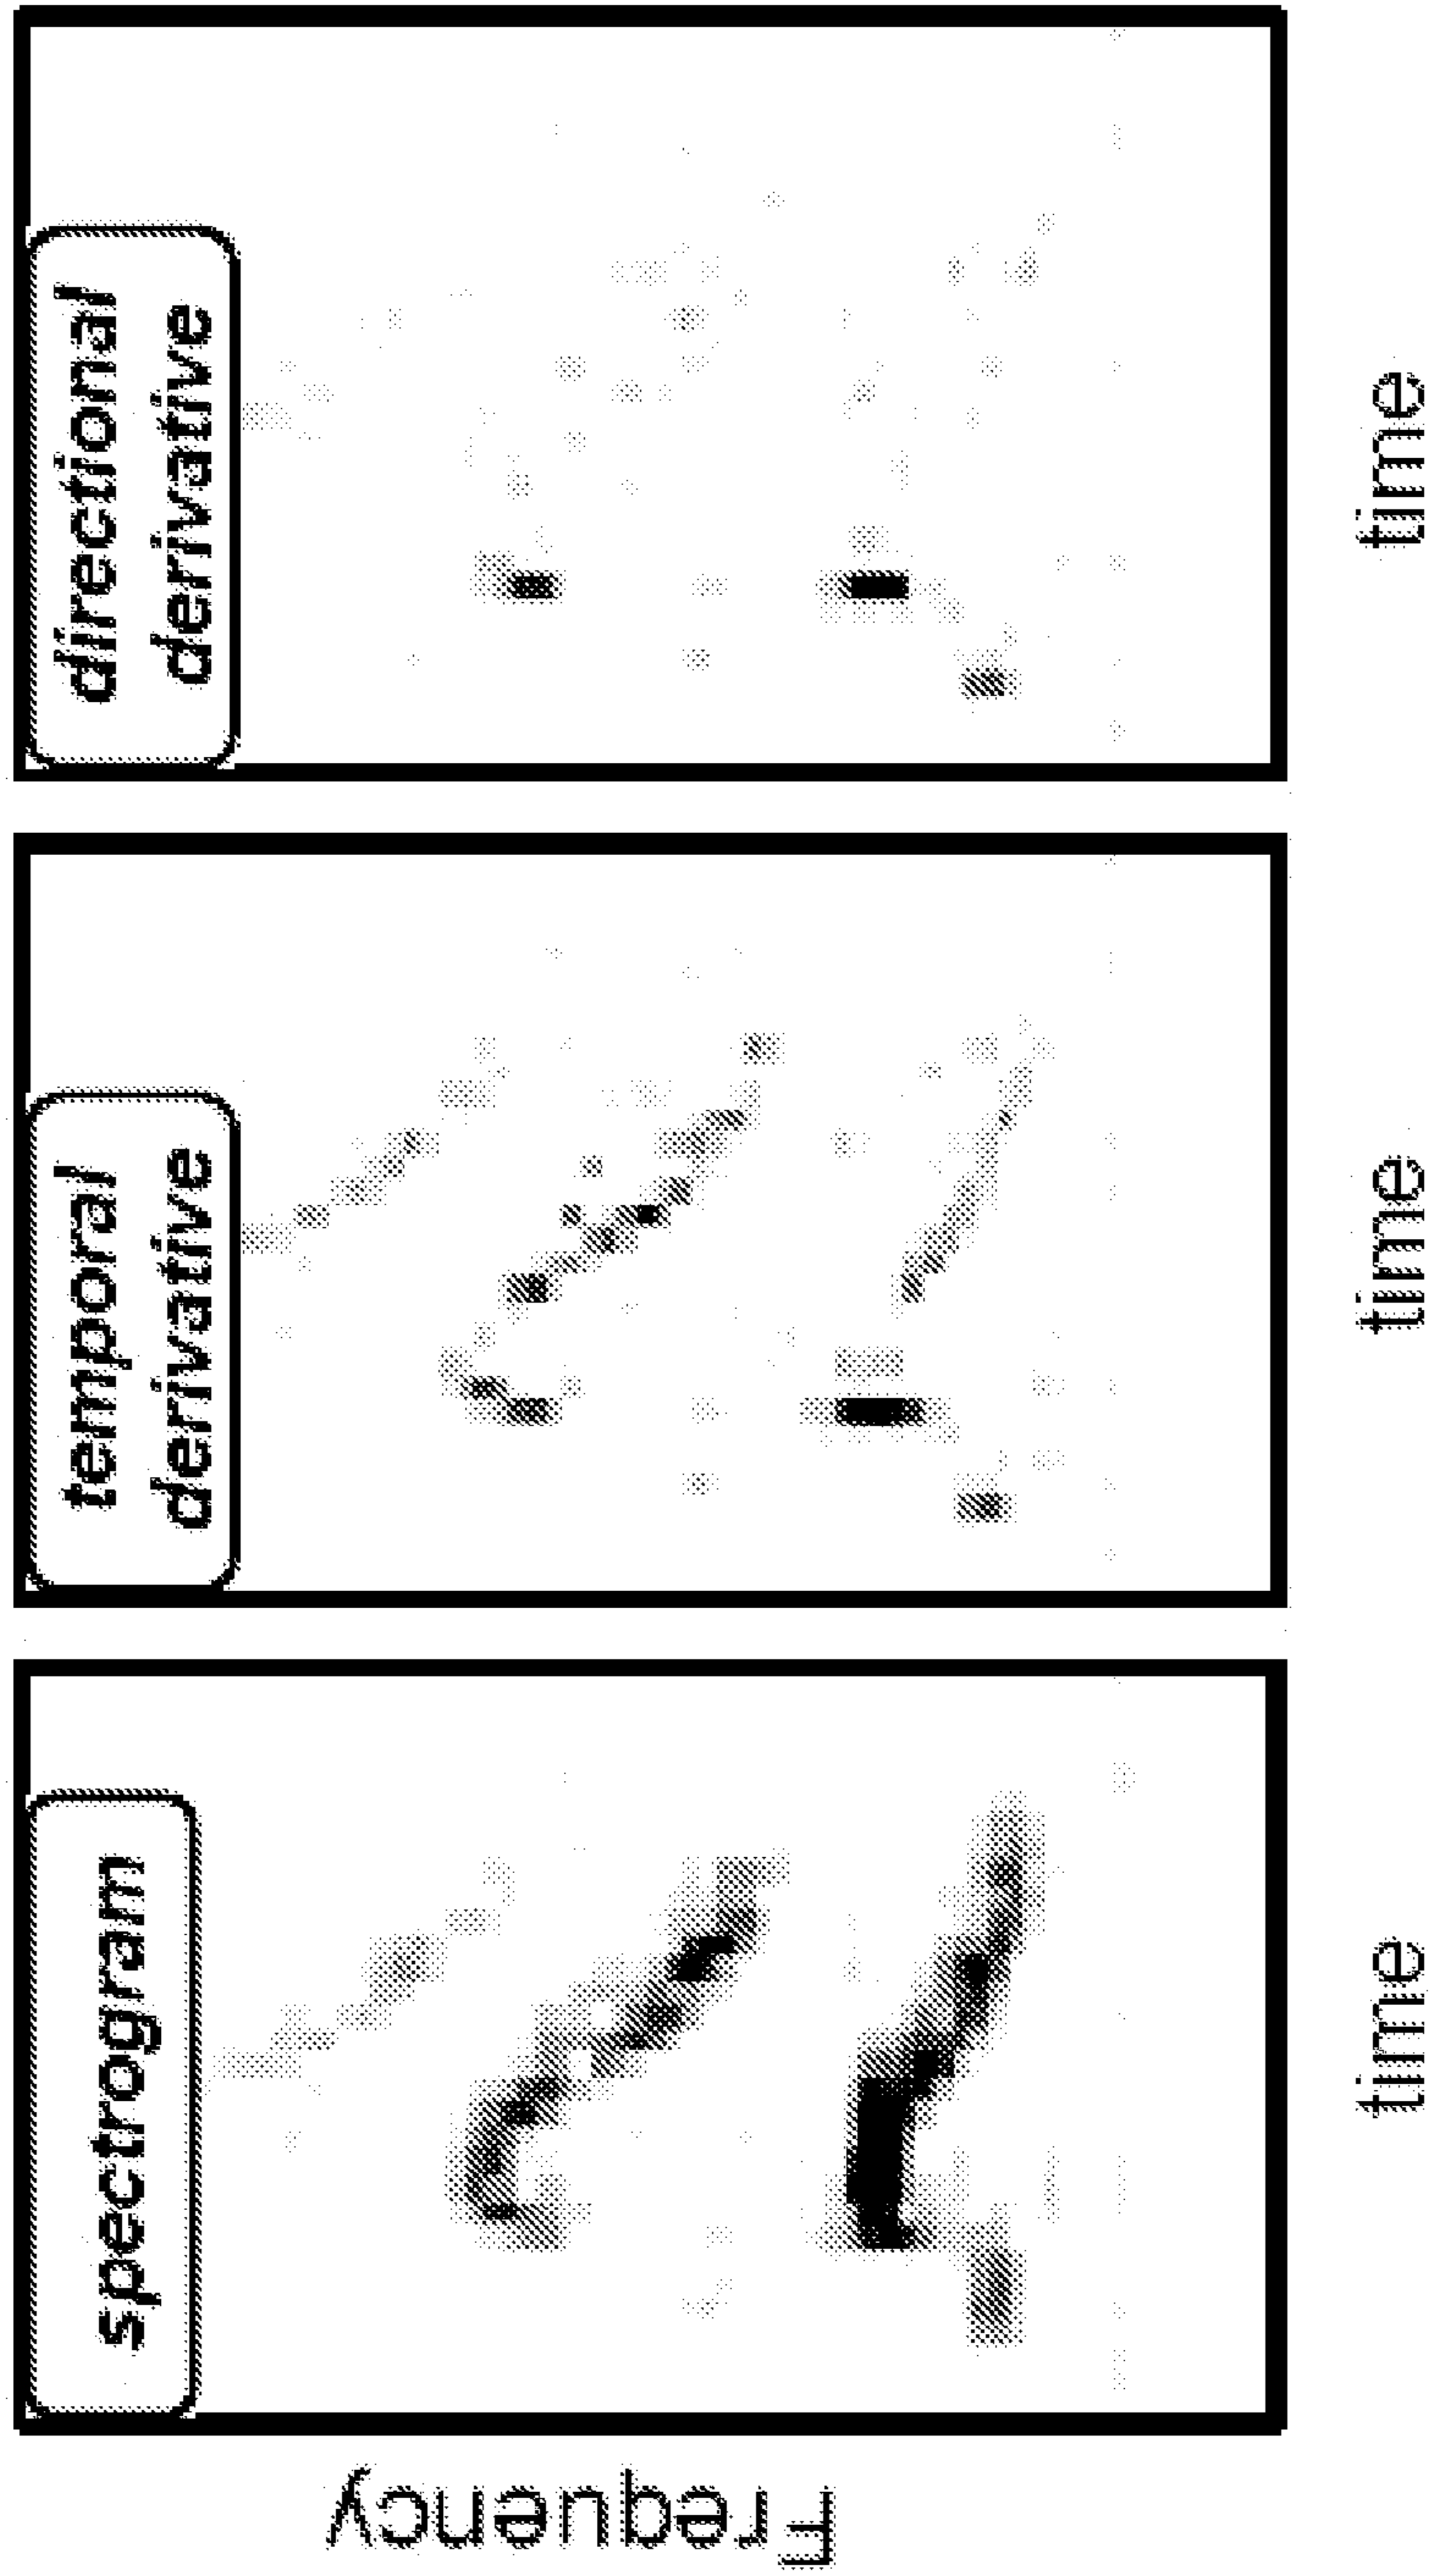 Frequency
spectrogram
temporal
derivative
directional
derivative
time
time
time